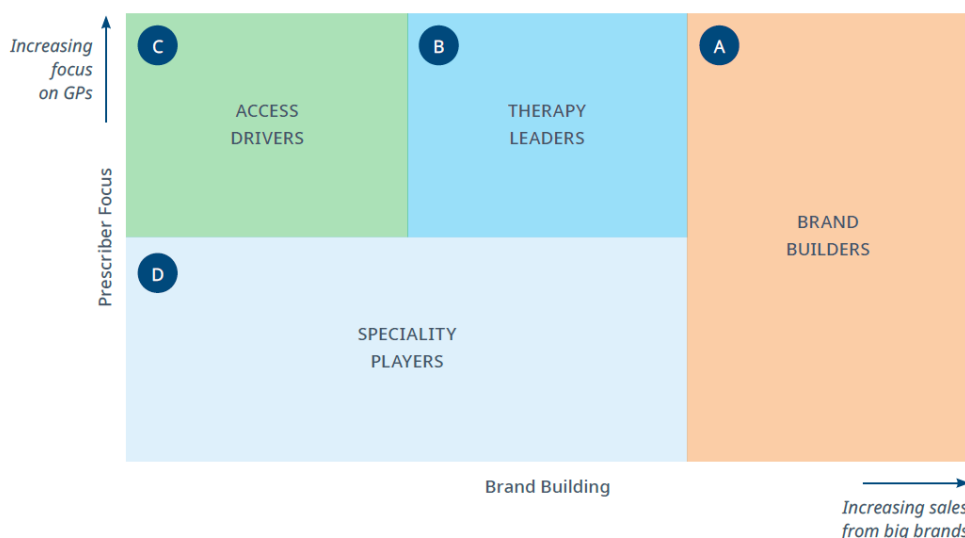 Increasing
focus
on GPs
Prescriber Focus
C
ACCESS
DRIVERS
B
THERAPY
LEADERS
A
BRAND
BUILDERS
D
SPECIALITY
PLAYERS
Brand Building
Increasing sales
from big brands